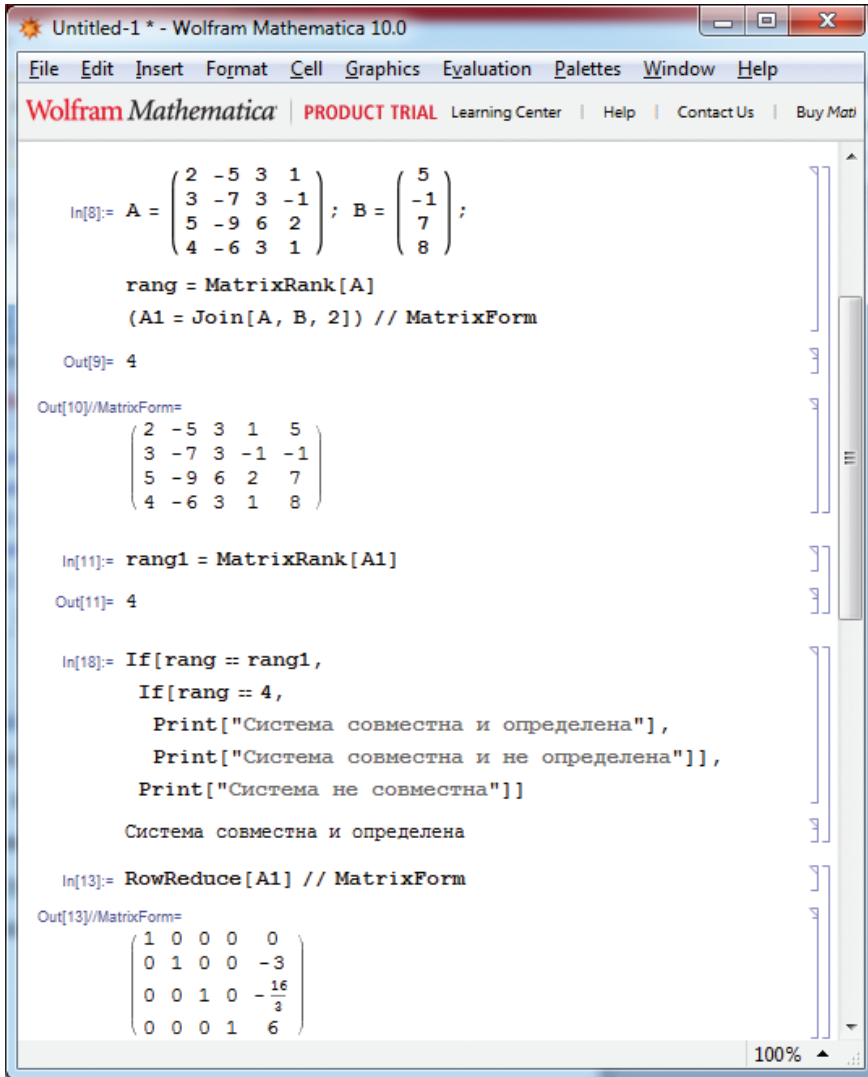 Untitled-1 * - Wolfram Mathematica 10.0
File Edit Insert Format Cell Graphics Evaluation Palettes Window Help
Wolfram Mathematica | PRODUCT TRIAL Learning Center | Help | Contact Us | Buy Mat
In[8]:= A = ( 2 -5 3 1
3 -7 3 -1
5 -9 6 2
4 -6 3 1 ) ; B = ( 5
-1
7
8 ) ;
rang = MatrixRank[A]
(A1 = Join[A, B, 2]) // MatrixForm
Out[9]= 4
Out[10]//MatrixForm=
( 2 -5 3 1 5
3 -7 3 -1 -1
5 -9 6 2 7
4 -6 3 1 8 )
In[11]:= rang1 = MatrixRank[A1]
Out[11]= 4
In[18]:= If[rang == rang1,
If[rang == 4,
Print["Система совместна и определена"],
Print["Система совместна и не определена"]],
Print["Система не совместна"]]
Система совместна и определена
In[13]:= RowReduce[A1] // MatrixForm
Out[13]//MatrixForm=
( 1 0 0 0 0
0 1 0 0 -3
0 0 1 0 -16/3
0 0 0 1 6 )
100%